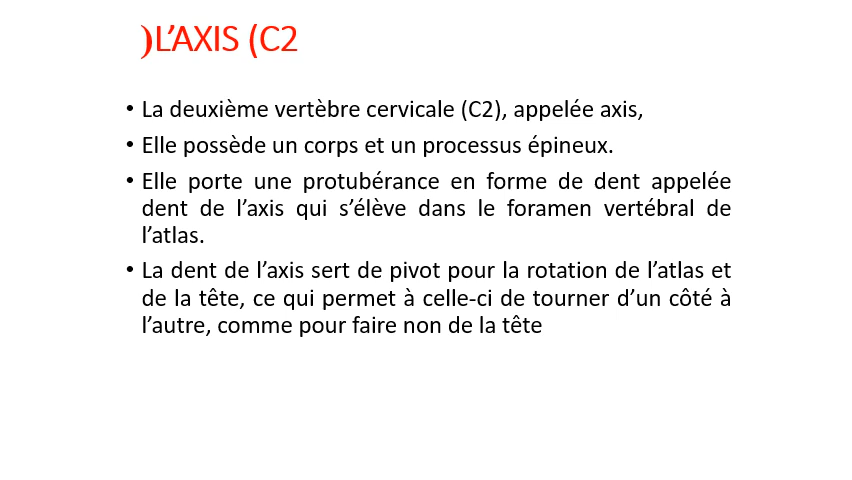 )L’AXIS (C2
• La deuxième vertèbre cervicale (C2), appelée axis,
• Elle possède un corps et un processus épineux.
• Elle porte une protubérance en forme de dent appelée
dent de l’axis qui s’élève dans le foramen vertébral de
l’atlas.
• La dent de l’axis sert de pivot pour la rotation de l’atlas et
de la tête, ce qui permet à celle-ci de tourner d’un côté à
l’autre, comme pour faire non de la tête